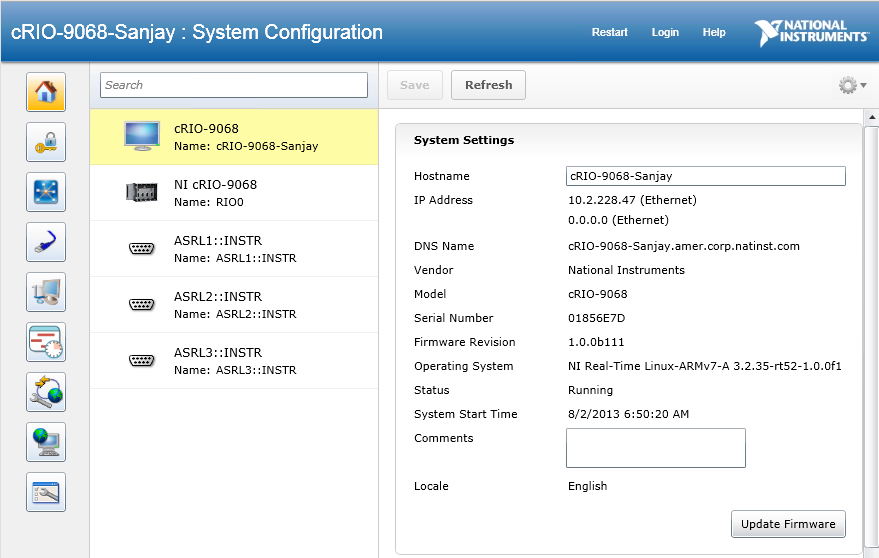 cRIO-9068-Sanjay : System Configuration
Restart Login Help
NATIONAL INSTRUMENTS
Search
Save Refresh
cRIO-9068
Name: cRIO-9068-Sanjay
NI cRIO-9068
Name: RIO0
ASRL1::INSTR
Name: ASRL1::INSTR
ASRL2::INSTR
Name: ASRL2::INSTR
ASRL3::INSTR
Name: ASRL3::INSTR
System Settings
Hostname cRIO-9068-Sanjay
IP Address 10.2.228.47 (Ethernet)
0.0.0.0 (Ethernet)
DNS Name cRIO-9068-Sanjay.amer.corp.natinst.com
Vendor National Instruments
Model cRIO-9068
Serial Number 01856E7D
Firmware Revision 1.0.0b111
Operating System NI Real-Time Linux-ARMv7-A 3.2.35-rt52-1.0.0f1
Status Running
System Start Time 8/2/2013 6:50:20 AM
Comments
Locale English
Update Firmware